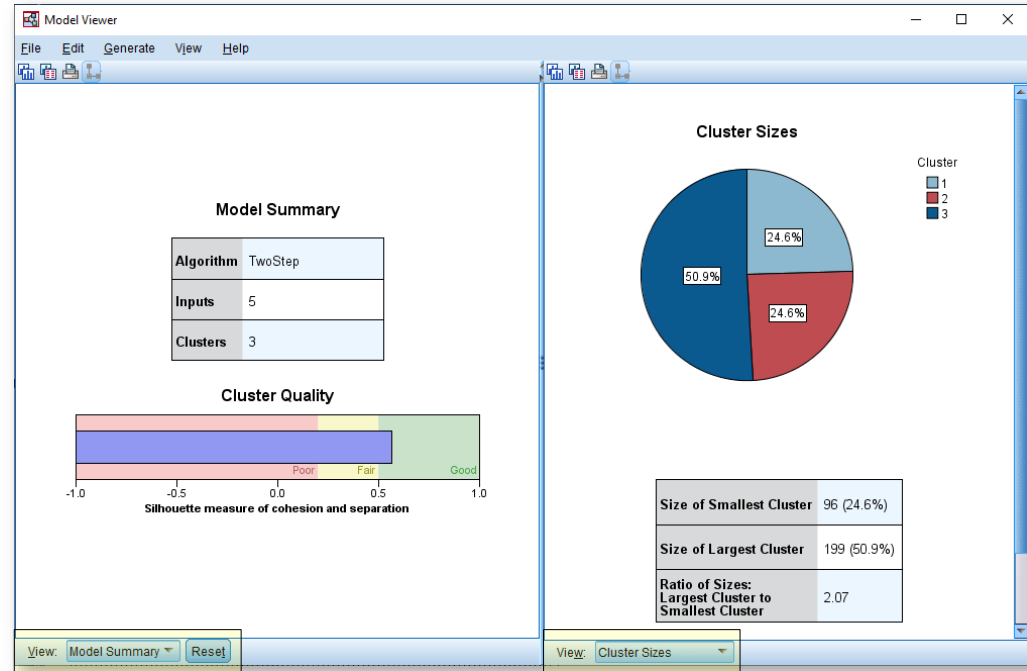 Model Viewer
File Edit Generate View Help
Model Summary
Algorithm TwoStep
Inputs 5
Clusters 3
Cluster Quality
Poor Fair Good
-1.0 -0.5 0.0 0.5 1.0
Silhouette measure of cohesion and separation
View: Model Summary Reset
Cluster Sizes
Cluster
1
2
3
24.6%
50.9%
24.6%
Size of Smallest Cluster 96 (24.6%)
Size of Largest Cluster 199 (50.9%)
Ratio of Sizes:
Largest Cluster to
Smallest Cluster 2.07
View: Cluster Sizes